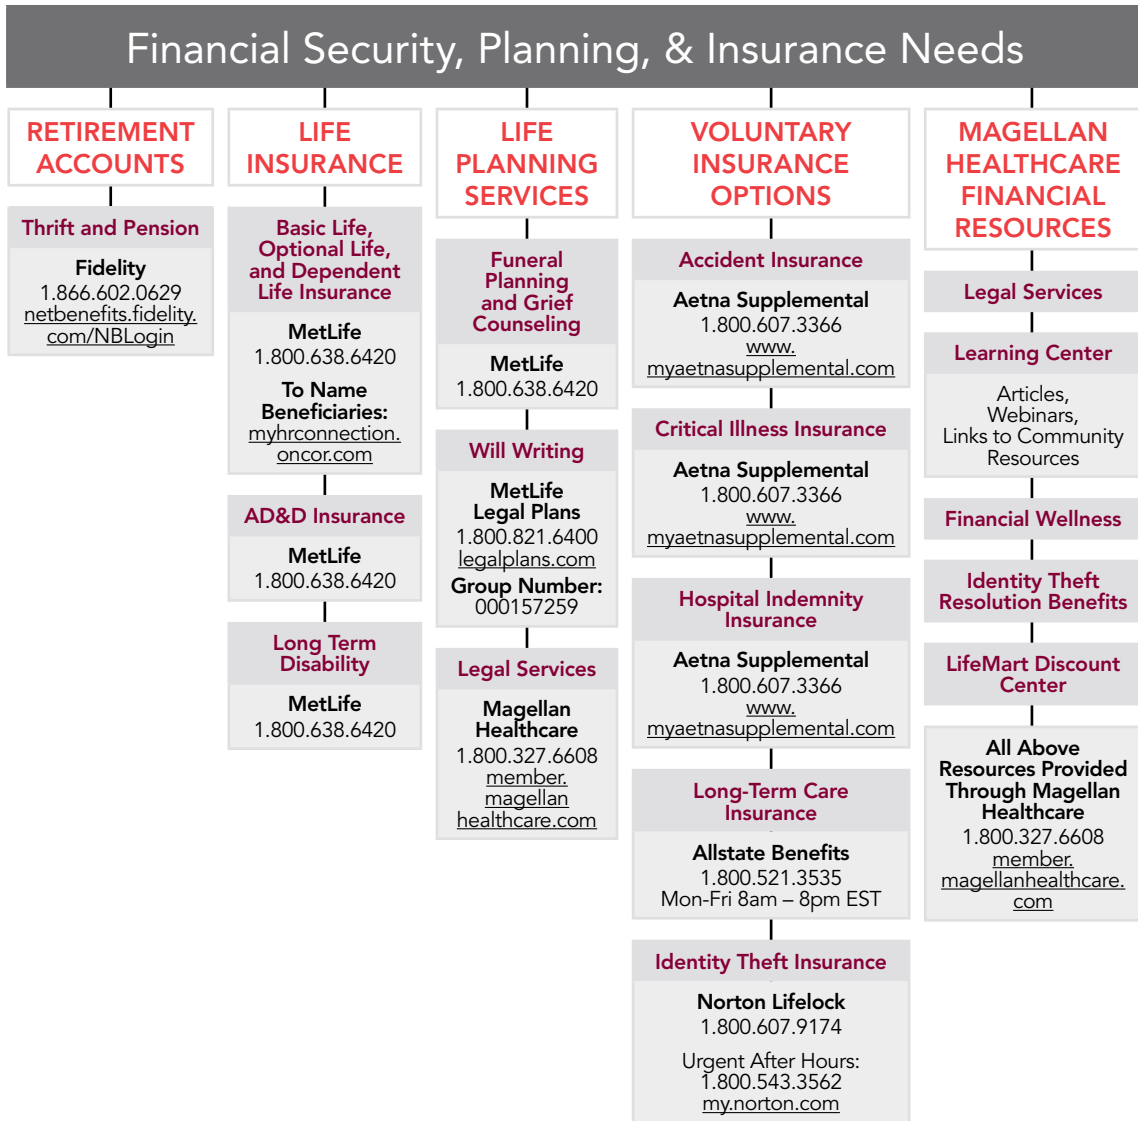 Financial Security, Planning, & Insurance Needs
RETIREMENT
ACCOUNTS
Thrift and Pension
Fidelity
1.866.602.0629
netbenefits.fidelity.
com/NBLogin
LIFE
INSURANCE
Basic Life,
Optional Life,
and Dependent
Life Insurance
MetLife
1.800.638.6420
To Name
Beneficiaries:
myhrconnection.
oncor.com
AD&D Insurance
MetLife
1.800.638.6420
Long Term
Disability
MetLife
1.800.638.6420
LIFE
PLANNING
SERVICES
Funeral
Planning
and Grief
Counseling
MetLife
1.800.638.6420
Will Writing
MetLife
Legal Plans
1.800.821.6400
legalplans.com
Group Number:
000157259
Legal Services
Magellan
Healthcare
1.800.327.6608
member.
magellan
healthcare.com
VOLUNTARY
INSURANCE
OPTIONS
Accident Insurance
Aetna Supplemental
1.800.607.3366
www.
myaetnasupplemental.com
Critical Illness Insurance
Aetna Supplemental
1.800.607.3366
www.
myaetnasupplemental.com
Hospital Indemnity
Insurance
Aetna Supplemental
1.800.607.3366
www.
myaetnasupplemental.com
Long-Term Care
Insurance
Allstate Benefits
1.800.521.3535
Mon-Fri 8am – 8pm EST
Identity Theft Insurance
Norton Lifelock
1.800.607.9174
Urgent After Hours:
1.800.543.3562
my.norton.com
MAGELLAN
HEALTHCARE
FINANCIAL
RESOURCES
Legal Services
Learning Center
Articles,
Webinars,
Links to Community
Resources
Financial Wellness
Identity Theft
Resolution Benefits
LifeMart Discount
Center
All Above
Resources Provided
Through Magellan
Healthcare
1.800.327.6608
member.
magellanhealthcare.
com